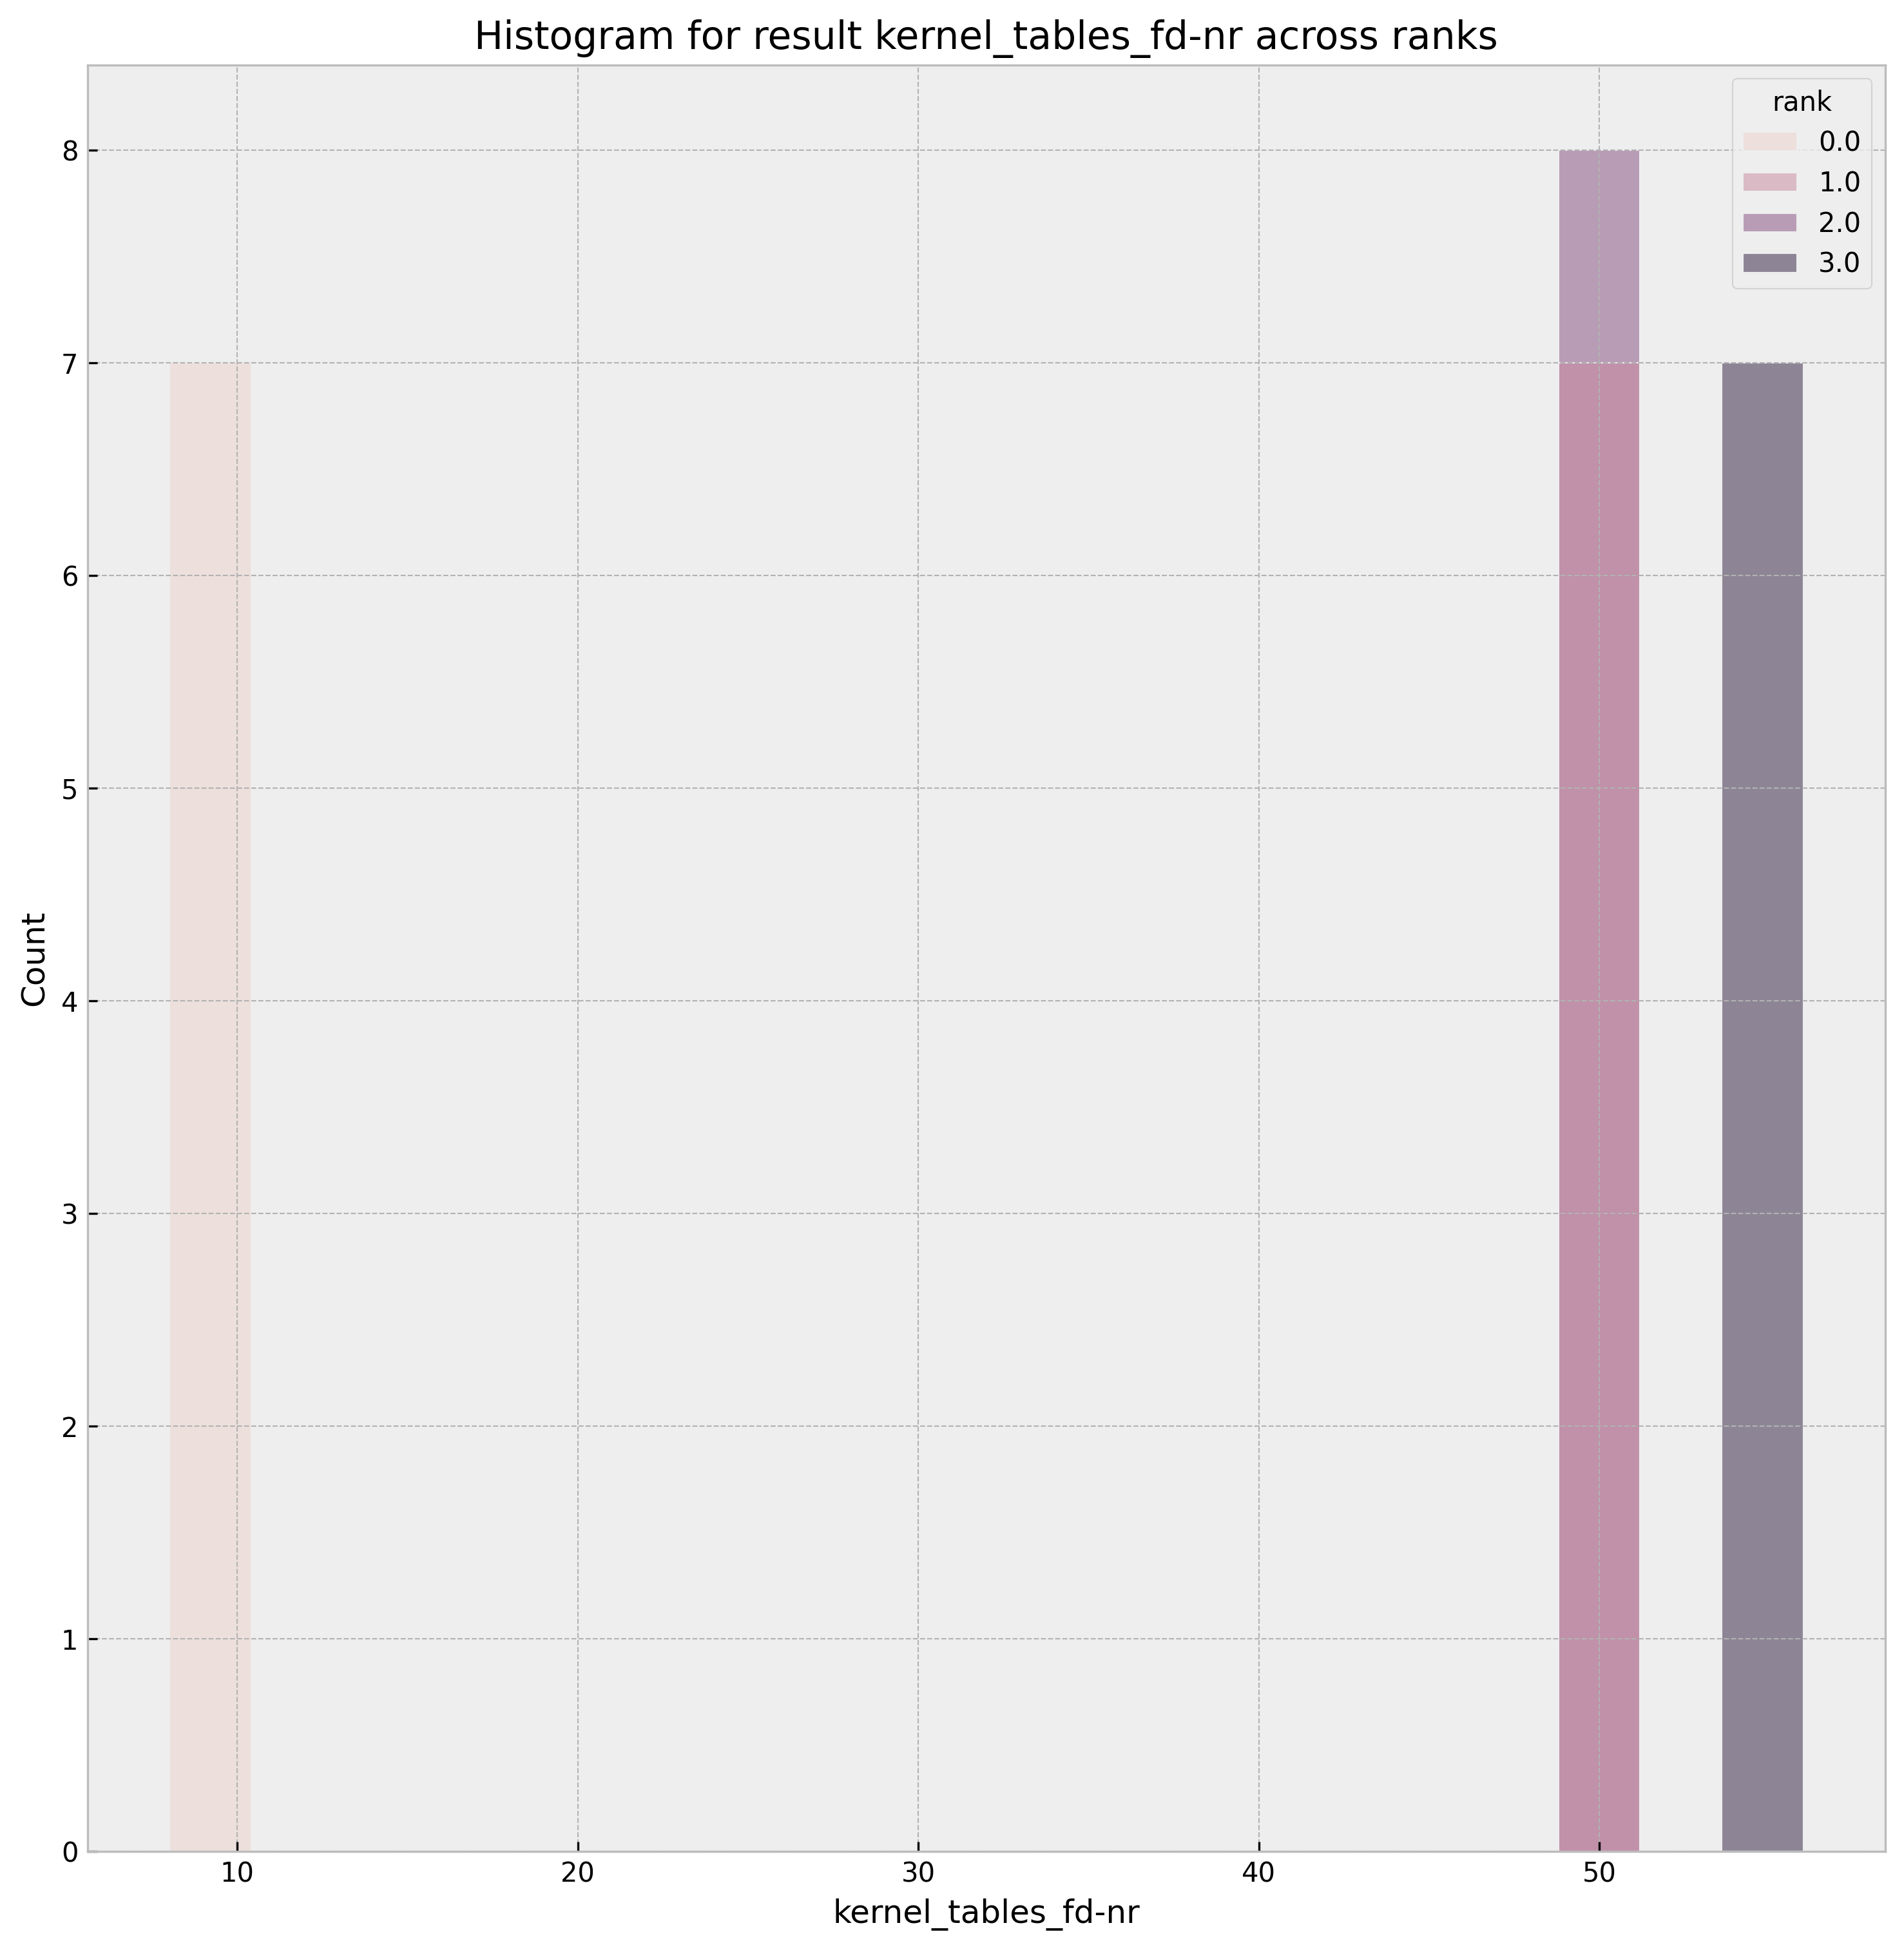 Histogram for result kernel_tables_fd-nr across ranks
rank
0.0
1.0
2.0
3.0
8
7
6
5
4
3
2
1
0
Count
10 20 30 40 50
kernel_tables_fd-nr